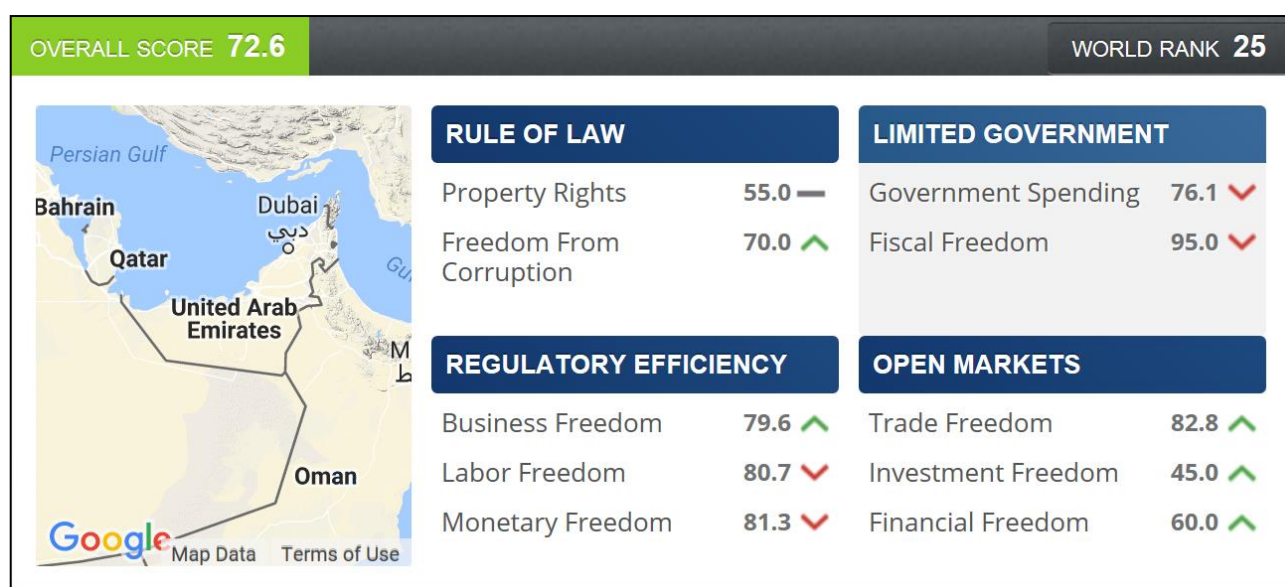 OVERALL SCORE 72.6
WORLD RANK 25
Persian Gulf
Bahrain
Dubai
دبي
Qatar
Gu
United Arab
Emirates
M
ط
Oman
Google
Map Data
Terms of Use
RULE OF LAW
Property Rights 55.0
Freedom From
Corruption 70.0
LIMITED GOVERNMENT
Government Spending 76.1
Fiscal Freedom 95.0
REGULATORY EFFICIENCY
Business Freedom 79.6
Labor Freedom 80.7
Monetary Freedom 81.3
OPEN MARKETS
Trade Freedom 82.8
Investment Freedom 45.0
Financial Freedom 60.0